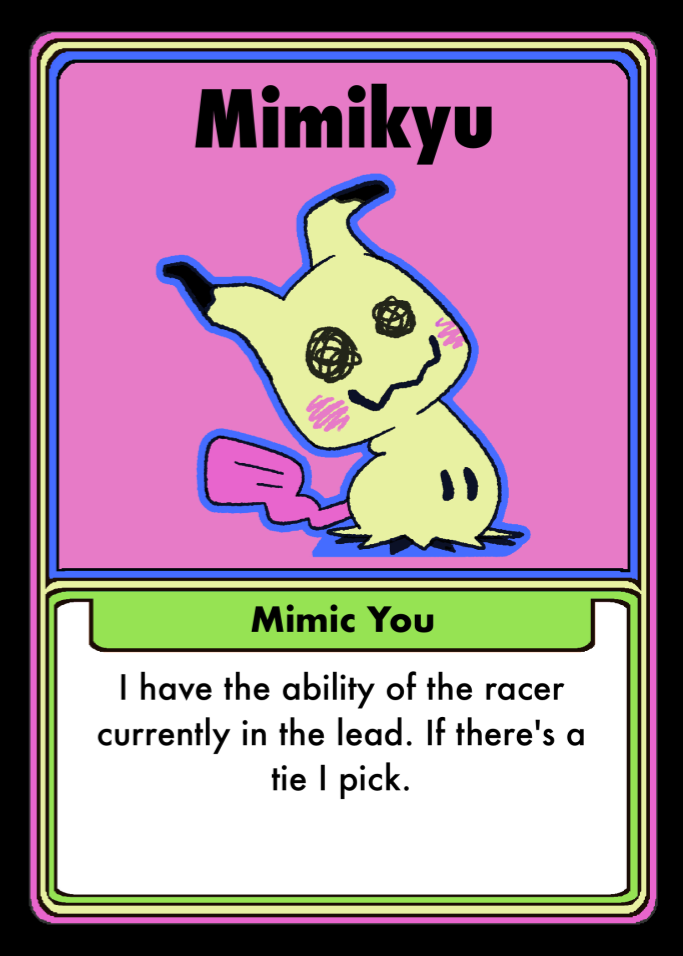 Mimikyu
Mimic You
I have the ability of the racer
currently in the lead. If there's a
tie I pick.